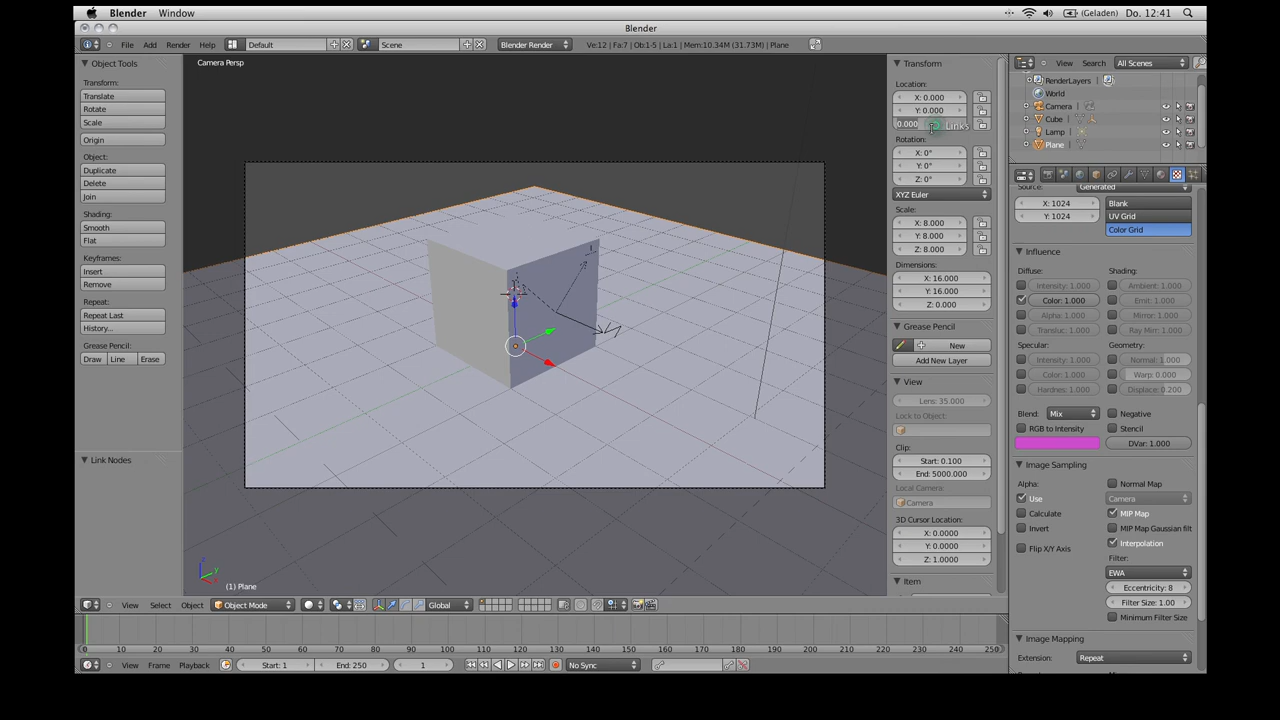 Blender Window (Geladen) Do. 12:41
Blender
File Add Render Help Default Scene Blender Render Ve:12 | Fa:7 | Ob:1-5 | La:1 | Mem:10.34M (31.73M) | Plane
Object Tools
Transform:
Translate
Rotate
Scale
Origin
Object:
Duplicate
Delete
Join
Shading:
Smooth
Flat
Keyframes:
Insert
Remove
Repeat:
Repeat Last
History...
Grease Pencil:
Draw Line Erase
Link Nodes
Camera Persp
(1) Plane
Transform
Location:
X: 0.000
Y: 0.000
0.000 Links
Rotation:
X: 0°
Y: 0°
Z: 0°
XYZ Euler
Scale:
X: 8.000
Y: 8.000
Z: 8.000
Dimensions:
X: 16.000
Y: 16.000
Z: 0.000
Grease Pencil
New
Add New Layer
View
Lens: 35.000
Lock to Object:
Clip:
Start: 0.100
End: 5000.000
Local Camera:
Camera
3D Cursor Location:
X: 0.0000
Y: 0.0000
Z: 1.0000
Item
View Search All Scenes
RenderLayers
World
Camera
Cube
Lamp
Plane
Source: Generated
X: 1024 Blank
Y: 1024 UV Grid
Color Grid
Influence
Diffuse: Shading:
Intensity: 1.000 Ambient: 1.000
Color: 1.000 Emit: 1.000
Alpha: 1.000 Mirror: 1.000
Transluc: 1.000 Ray Mirr: 1.000
Specular: Geometry:
Intensity: 1.000 Normal: 1.000
Color: 1.000 Warp: 0.000
Hardness: 1.000 Displace: 0.200
Blend: Mix Negative
RGB to Intensity Stencil
DVar: 1.000
Image Sampling
Alpha: Normal Map
Use Camera
Calculate MIP Map
Invert MIP Map Gaussian filt
Interpolation
Flip X/Y Axis
Filter:
EWA
Eccentricity: 8
Filter Size: 1.00
Minimum Filter Size
Image Mapping
Extension: Repeat
View Select Object Object Mode Global
0 10 20 30 40 50 60 70 80 90 100 110 120 130 140 150 160 170 180 190 200 210 220 230 240 250
View Frame Playback Start: 1 End: 250 1 No Sync